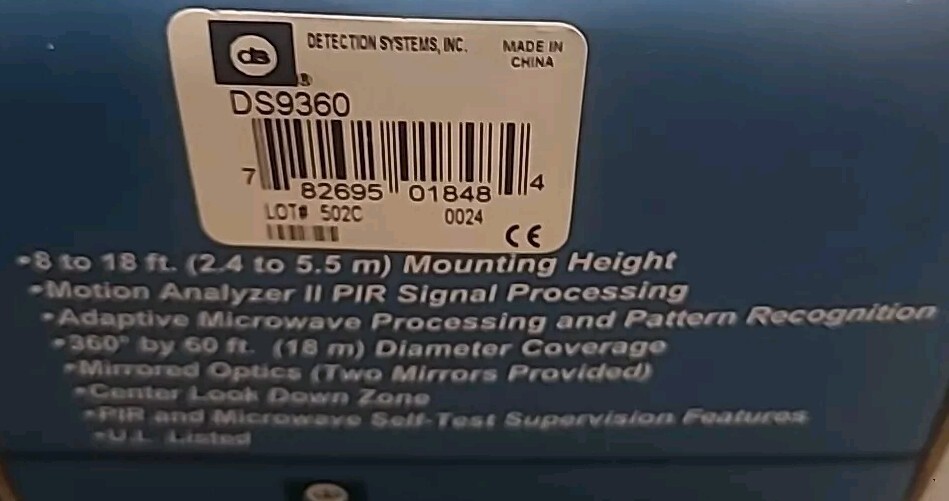 ds
DETECTION SYSTEMS, INC.
MADE IN
CHINA
®
DS9360
7 82695 01848 4
LOT# 502C 0024
CE
•8 to 18 ft. (2.4 to 5.5 m) Mounting Height
•Motion Analyzer II PIR Signal Processing
•Adaptive Microwave Processing and Pattern Recognition
•360° by 60 ft. (18 m) Diameter Coverage
•Mirrored Optics (Two Mirrors Provided)
•Center Look Down Zone
•PIR and Microwave Self-Test Supervision Features
•U.L. Listed